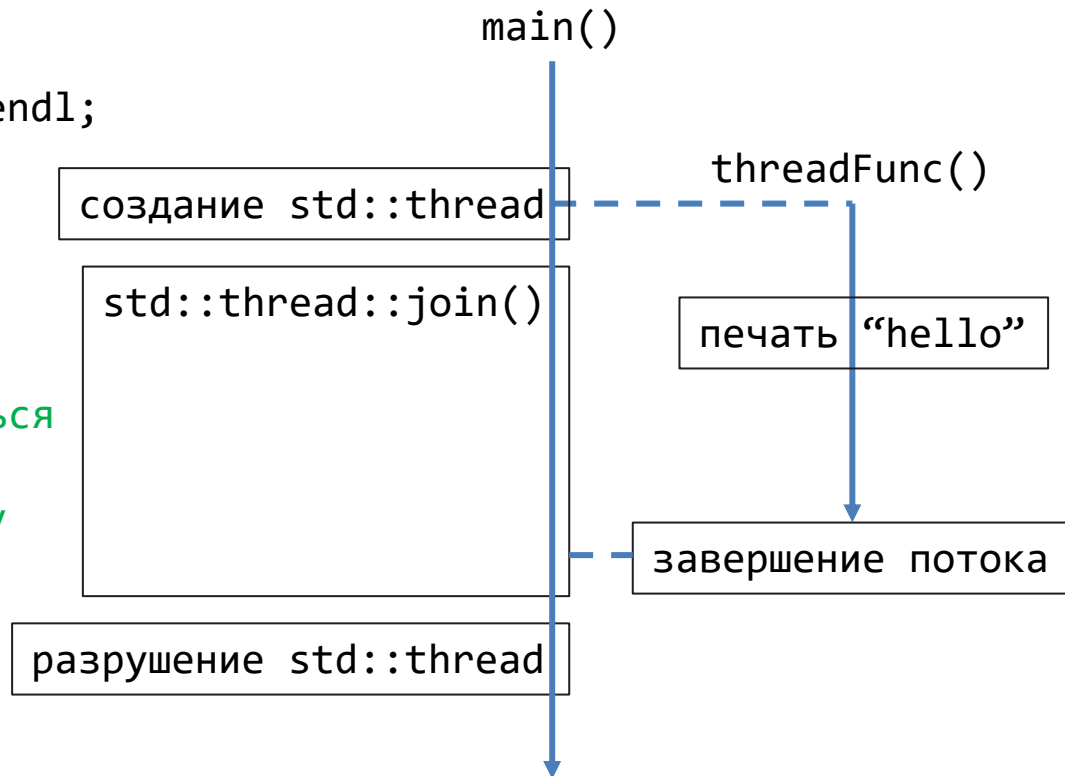 main()
endl;
threadFunc()
создание std::thread
std::thread::join()
печать “hello”
ься
у
завершение потока
разрушение std::thread